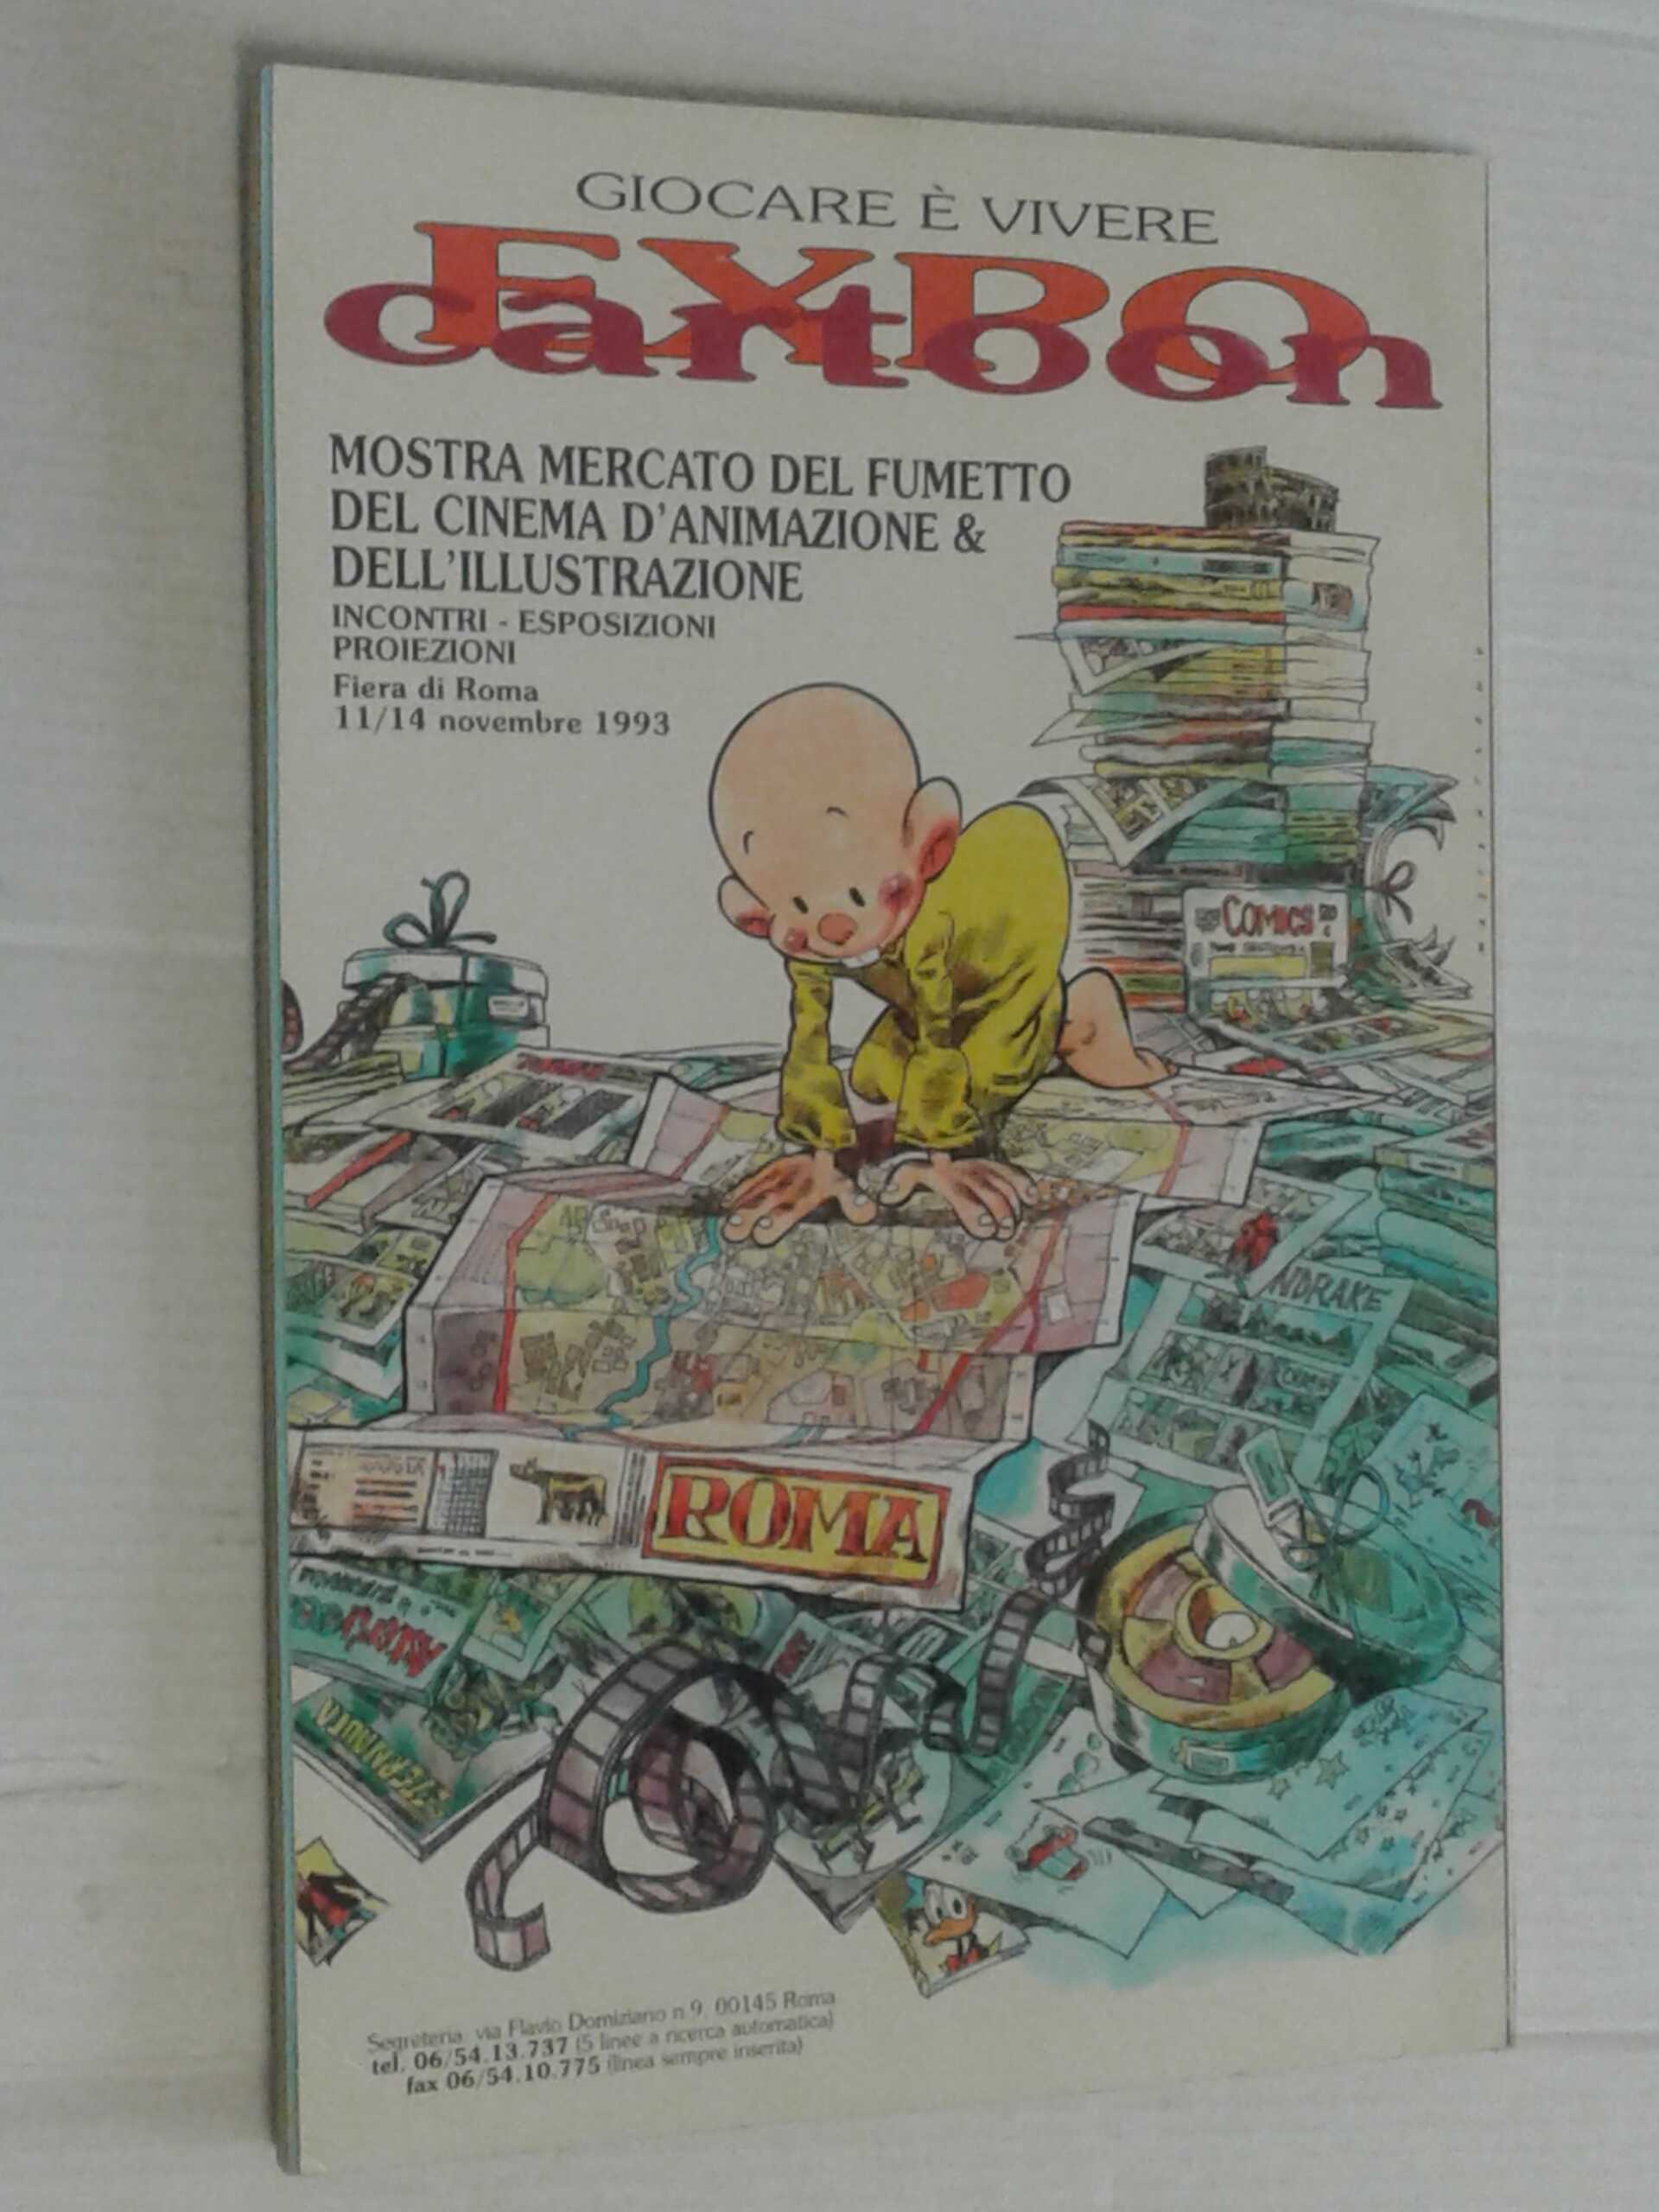 GIOCARE È VIVERE
EXPO
cartoon
MOSTRA MERCATO DEL FUMETTO
DEL CINEMA D'ANIMAZIONE &
DELL'ILLUSTRAZIONE
INCONTRI - ESPOSIZIONI
PROIEZIONI
Fiera di Roma
11/14 novembre 1993
COMICS
NDRAKE
ROMA
ETERNAUTA
Segreteria: via Flavio Domiziano n.9, 00145 Roma
tel. 06/54.13.737 (5 linee a ricerca automatica)
fax 06/54.10.775 (linea sempre inserita)